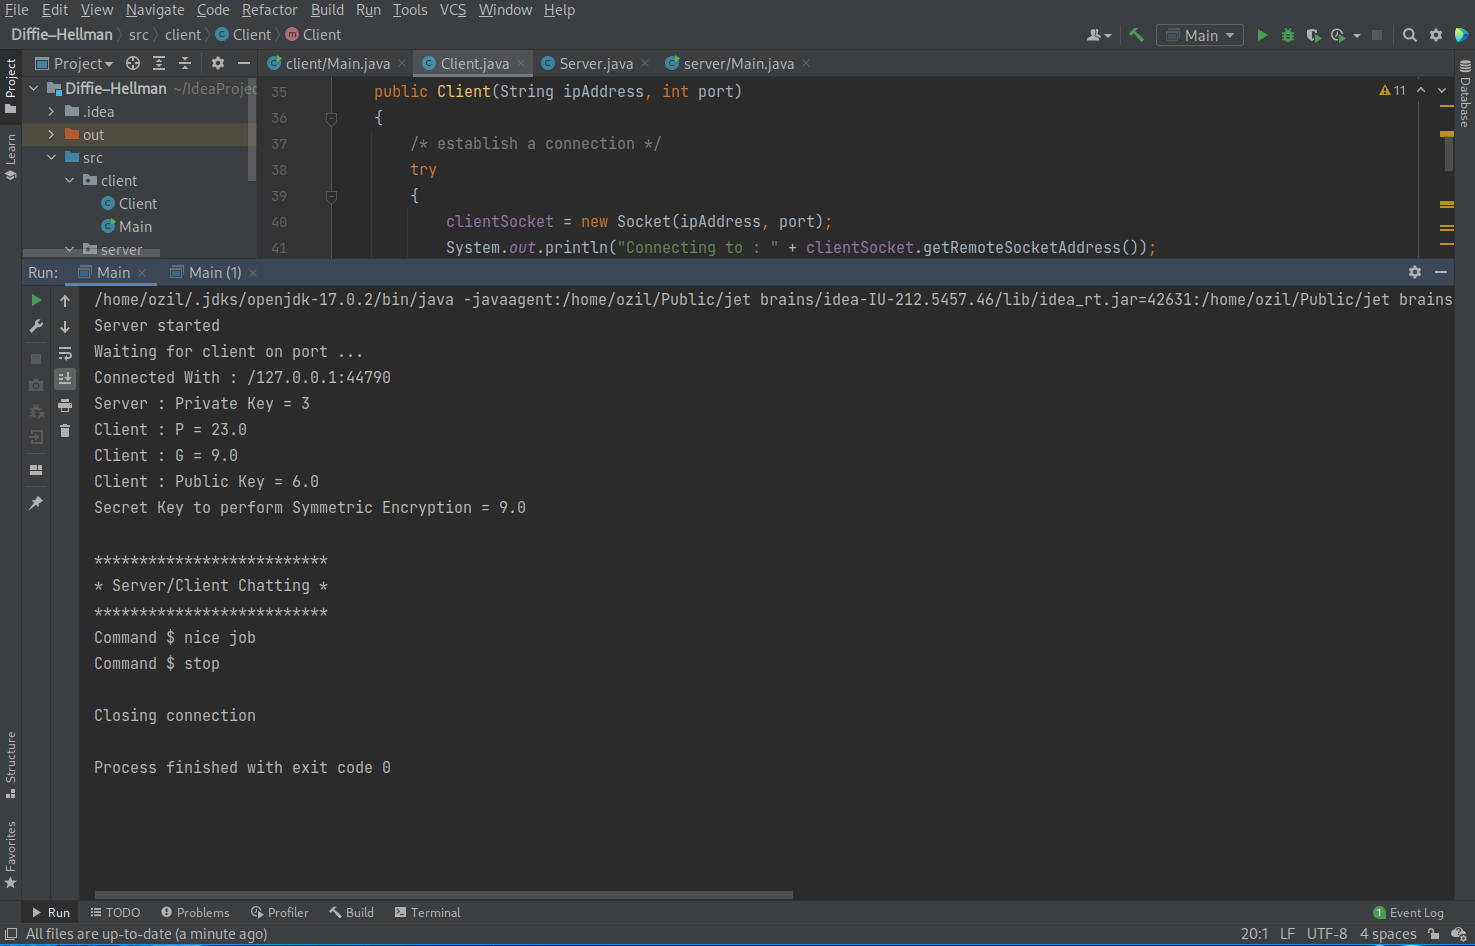 File Edit View Navigate Code Refactor Build Run Tools VCS Window Help
Diffie–Hellman src client Client Client
Main
Project
client/Main.java Client.java Server.java server/Main.java
Diffie–Hellman ~/IdeaProjec
.idea
out
src
client
Client
Main
server
35 public Client(String ipAddress, int port)
36 {
37 /* establish a connection */
38 try
39 {
40 clientSocket = new Socket(ipAddress, port);
41 System.out.println("Connecting to : " + clientSocket.getRemoteSocketAddress());
11
Project
Learn
Structure
Favorites
Database
Run: Main Main (1)
/home/ozil/.jdks/openjdk-17.0.2/bin/java -javaagent:/home/ozil/Public/jet brains/idea-IU-212.5457.46/lib/idea_rt.jar=42631:/home/ozil/Public/jet brains
Server started
Waiting for client on port ...
Connected With : /127.0.0.1:44790
Server : Private Key = 3
Client : P = 23.0
Client : G = 9.0
Client : Public Key = 6.0
Secret Key to perform Symmetric Encryption = 9.0
**************************
* Server/Client Chatting *
**************************
Command $ nice job
Command $ stop
Closing connection
Process finished with exit code 0
Run TODO Problems Profiler Build Terminal 1 Event Log
All files are up-to-date (a minute ago) 20:1 LF UTF-8 4 spaces